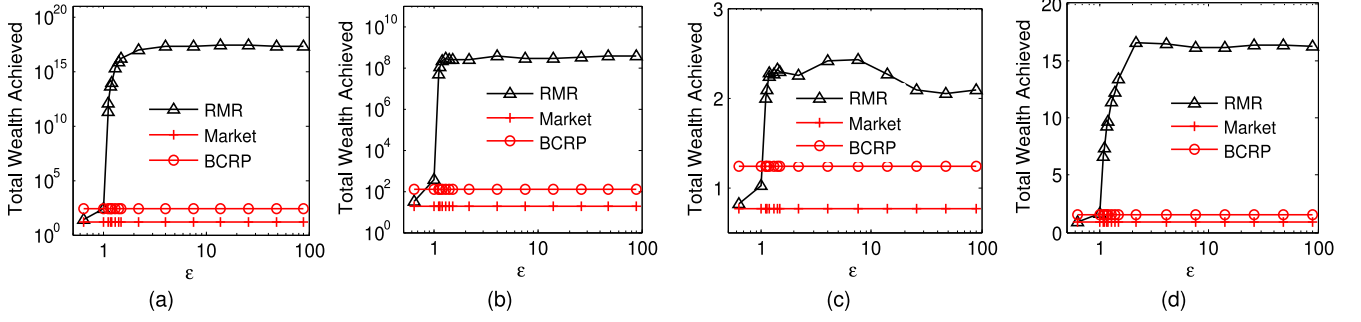 Total Wealth Achieved
10^20
10^15
10^10
10^5
10^0
RMR
Market
BCRP
1
10
100
ε
(a)
Total Wealth Achieved
10^10
10^8
10^6
10^4
10^2
10^0
RMR
Market
BCRP
1
10
100
ε
(b)
Total Wealth Achieved
3
2
1
RMR
Market
BCRP
1
10
100
ε
(c)
Total Wealth Achieved
20
15
10
5
0
RMR
Market
BCRP
1
10
100
ε
(d)